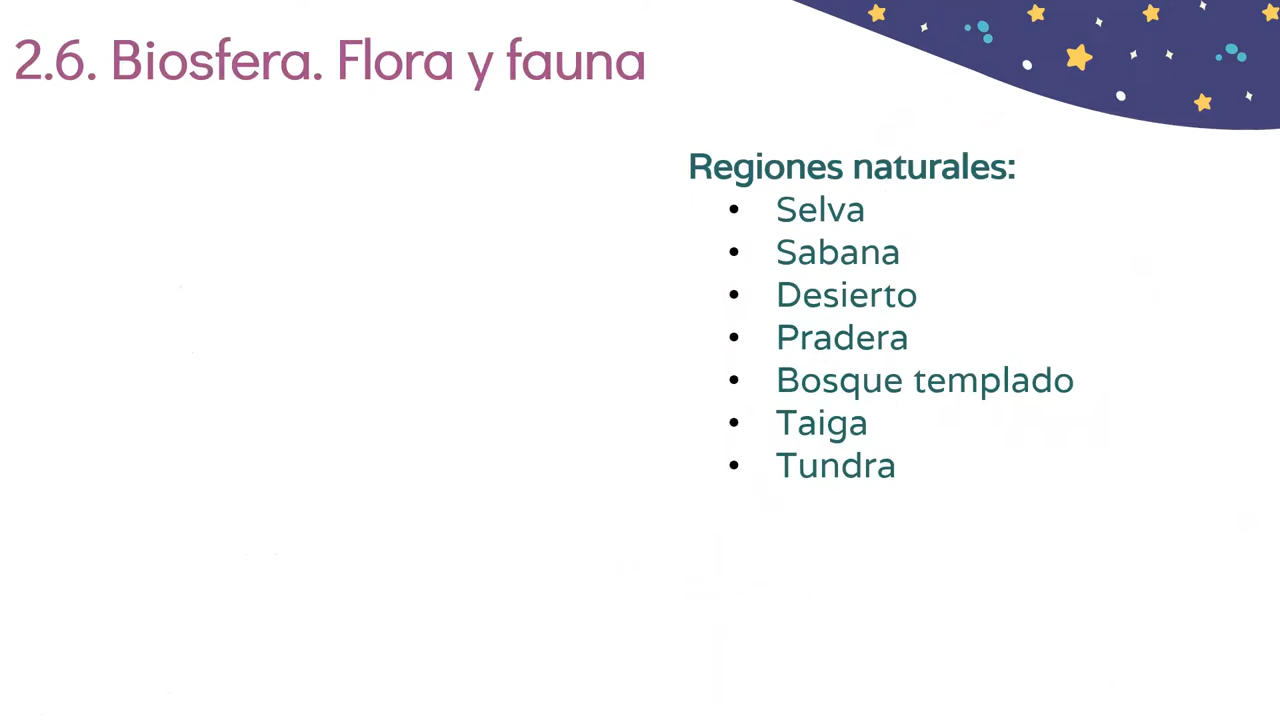 2.6. Biosfera. Flora y fauna
Regiones naturales:
• Selva
• Sabana
• Desierto
• Pradera
• Bosque templado
• Taiga
• Tundra